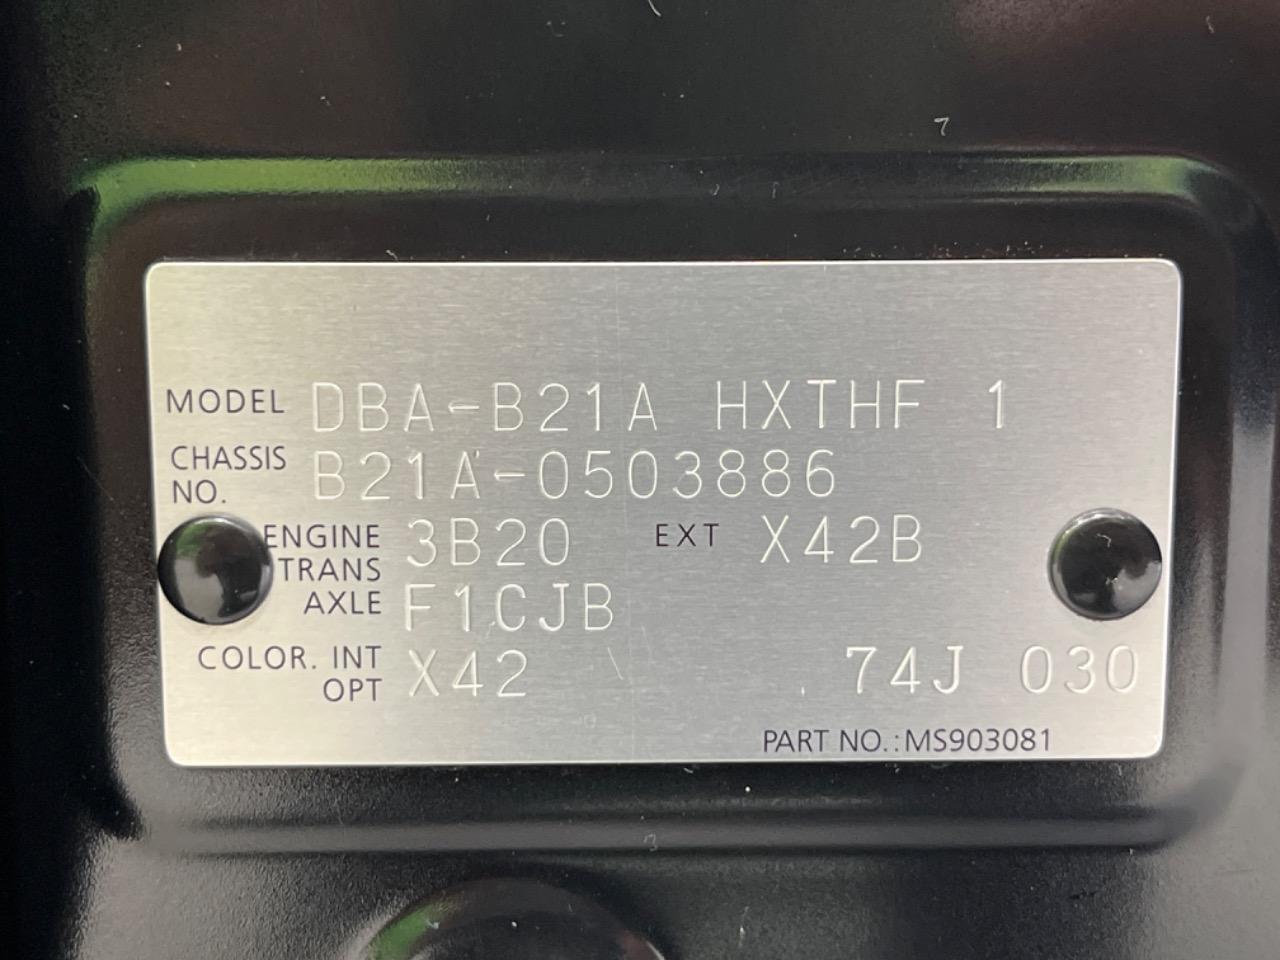 MODEL DBA-B21A HXTHF 1
CHASSIS NO. B21A-0503886
ENGINE 3B20 EXT X42B
TRANS AXLE F1CJB
COLOR. INT OPT X42 74J 030
PART NO.:MS903081